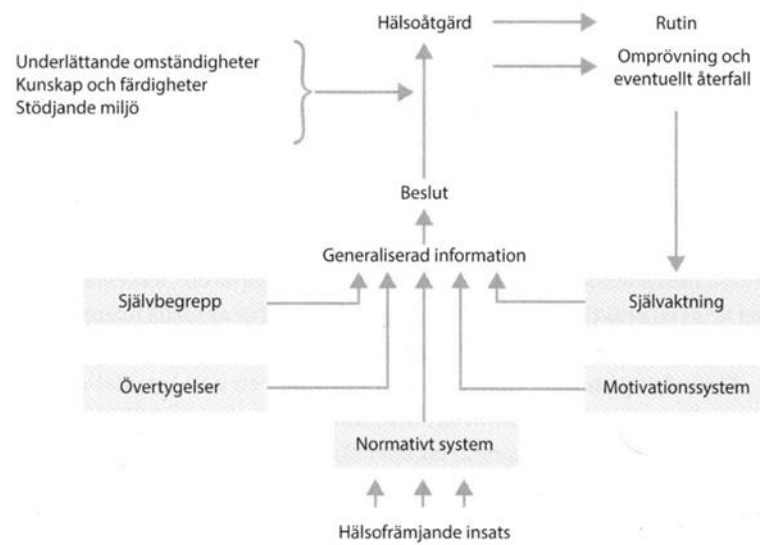 Hälsoåtgärd
Rutin
Underlättande omständigheter
Kunskap och färdigheter
Stödjande miljö
Omprövning och
eventuellt återfall
Beslut
Generaliserad information
Självbegrepp
Självaktning
Övertygelser
Motivationssystem
Normativt system
Hälsofrämjande insats